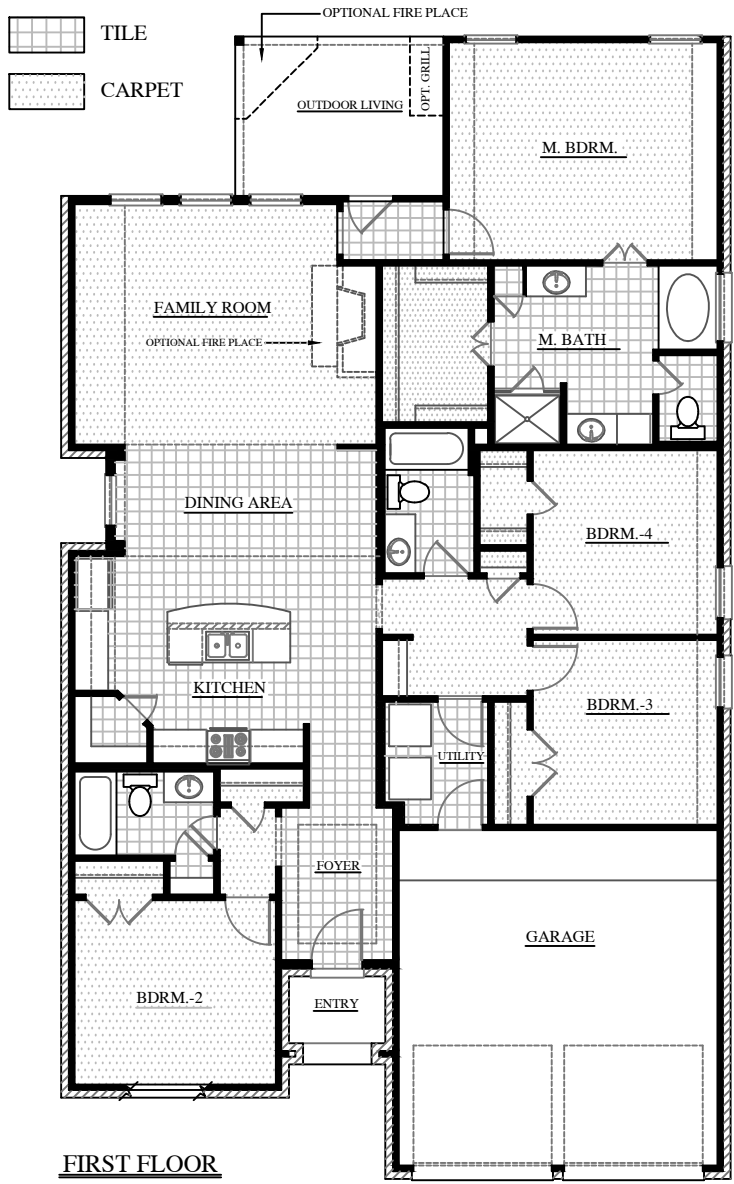 OPTIONAL FIRE PLACE
TILE
CARPET
OUTDOOR LIVING
OPT. GRILL
M. BDRM.
FAMILY ROOM
OPTIONAL FIRE PLACE
M. BATH
DINING AREA
BDRM.-4
KITCHEN
BDRM.-3
UTILITY
FOYER
GARAGE
BDRM.-2
ENTRY
FIRST FLOOR